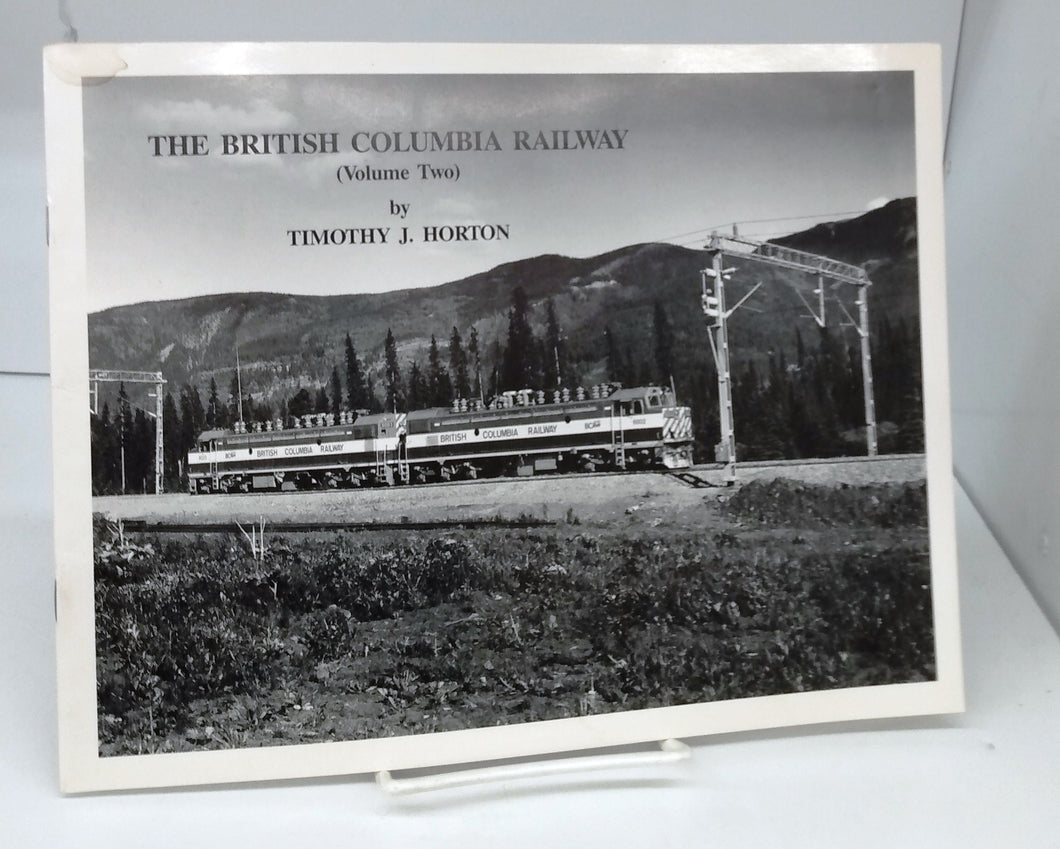 THE BRITISH COLUMBIA RAILWAY
(Volume Two)
by
TIMOTHY J. HORTON
BRITISH COLUMBIA RAILWAY
BRITISH COLUMBIA RAILWAY